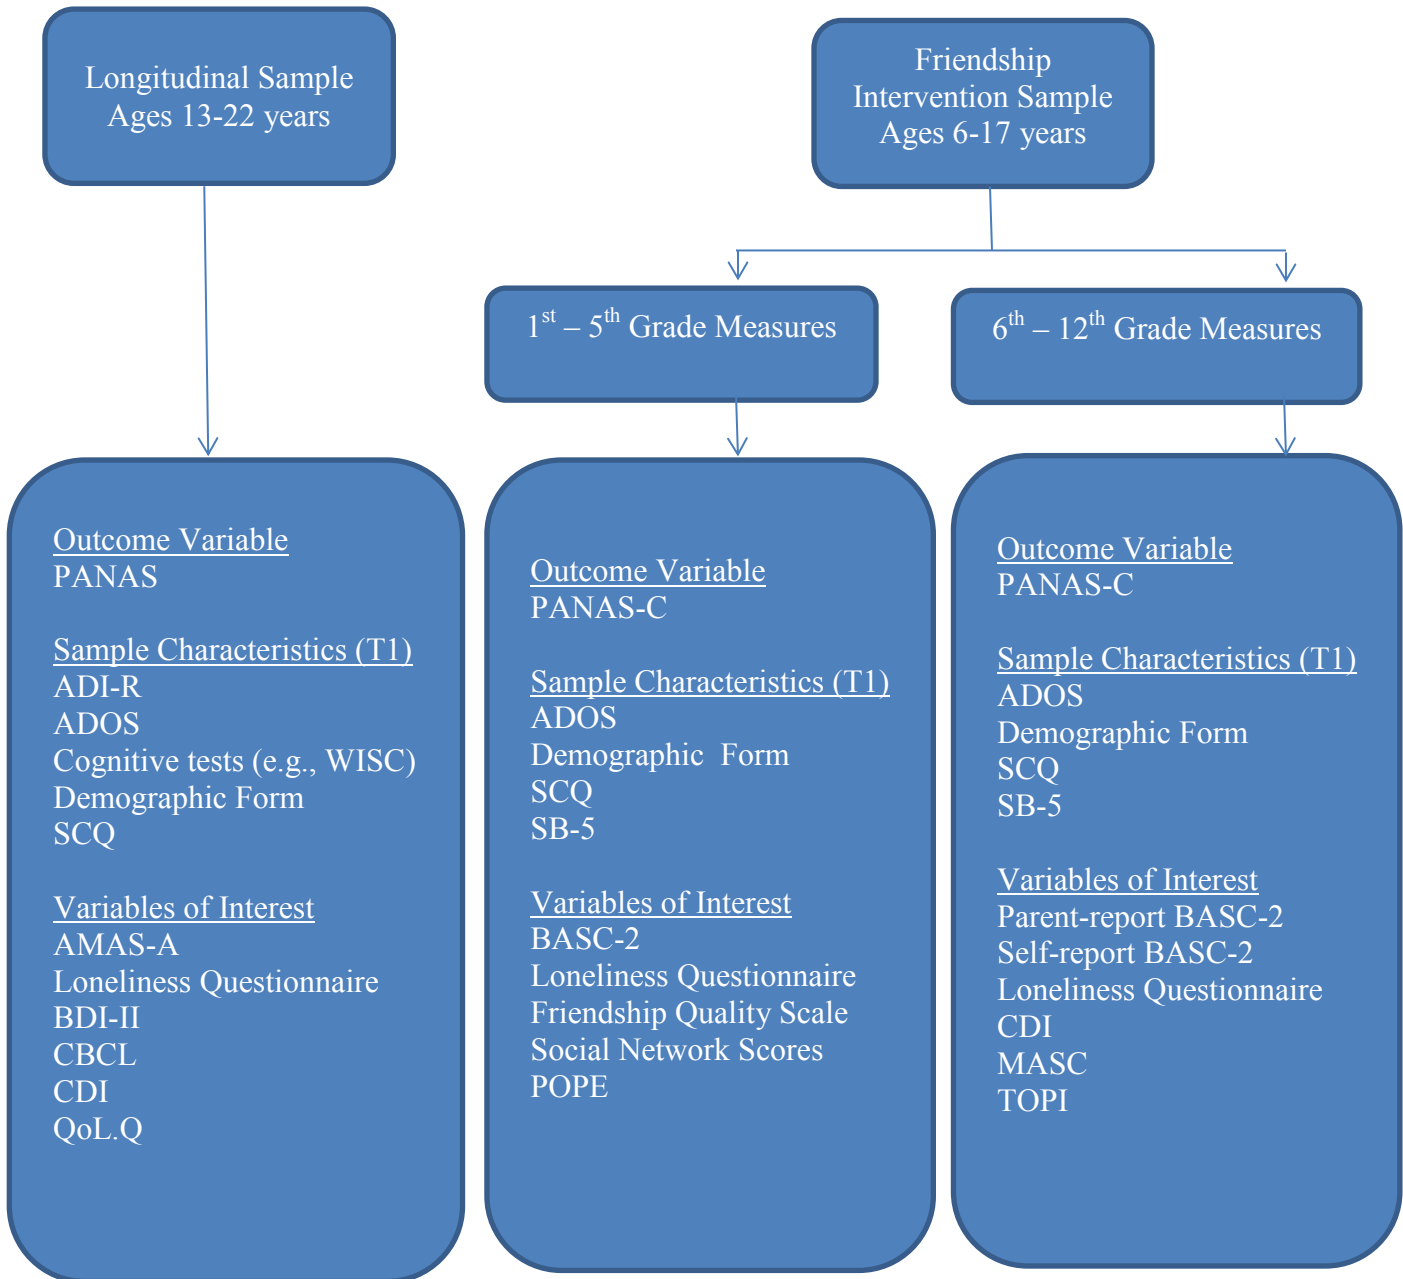 Longitudinal Sample
Ages 13-22 years
Friendship
Intervention Sample
Ages 6-17 years
1st – 5th Grade Measures
6th – 12th Grade Measures
Outcome Variable
PANAS
Sample Characteristics (T1)
ADI-R
ADOS
Cognitive tests (e.g., WISC)
Demographic Form
SCQ
Variables of Interest
AMAS-A
Loneliness Questionnaire
BDI-II
CBCL
CDI
QoL.Q
Outcome Variable
PANAS-C
Sample Characteristics (T1)
ADOS
Demographic Form
SCQ
SB-5
Variables of Interest
BASC-2
Loneliness Questionnaire
Friendship Quality Scale
Social Network Scores
POPE
Outcome Variable
PANAS-C
Sample Characteristics (T1)
ADOS
Demographic Form
SCQ
SB-5
Variables of Interest
Parent-report BASC-2
Self-report BASC-2
Loneliness Questionnaire
CDI
MASC
TOPI